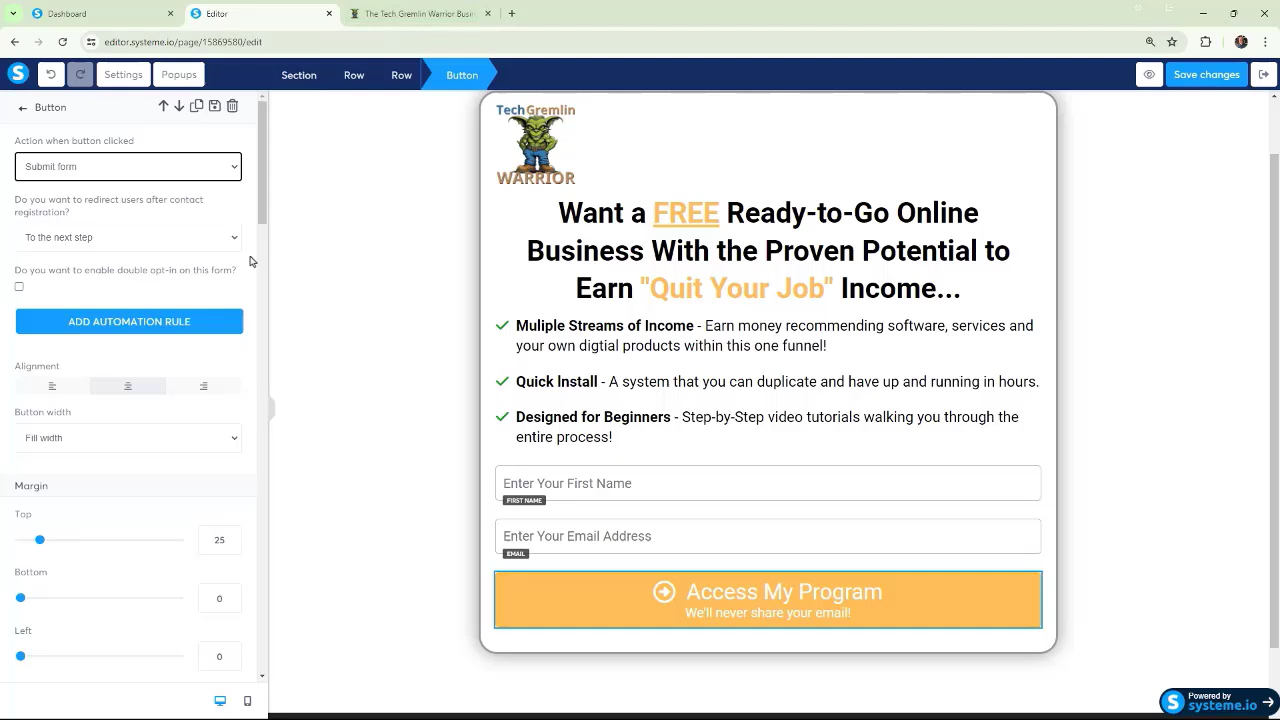 Dashboard
Editor
The Tech Gremlin Warrior Busin
editor.systeme.io/page/15869580/edit
S
Settings
Popups
Section
Row
Row
Button
Save changes
Button
Action when button clicked
Submit form
Do you want to redirect users after contact
registration?
To the next step
Do you want to enable double opt-in on this form?
ADD AUTOMATION RULE
Alignment
Button width
Fill width
Margin
Top
25
Bottom
0
Left
0
TechGremlin
WARRIOR
Want a FREE Ready-to-Go Online
Business With the Proven Potential to
Earn "Quit Your Job" Income...
Muliple Streams of Income - Earn money recommending software, services and
your own digtial products within this one funnel!
Quick Install - A system that you can duplicate and have up and running in hours.
Designed for Beginners - Step-by-Step video tutorials walking you through the
entire process!
Enter Your First Name
FIRST NAME
Enter Your Email Address
EMAIL
Access My Program
We'll never share your email!
Powered by
systeme.io